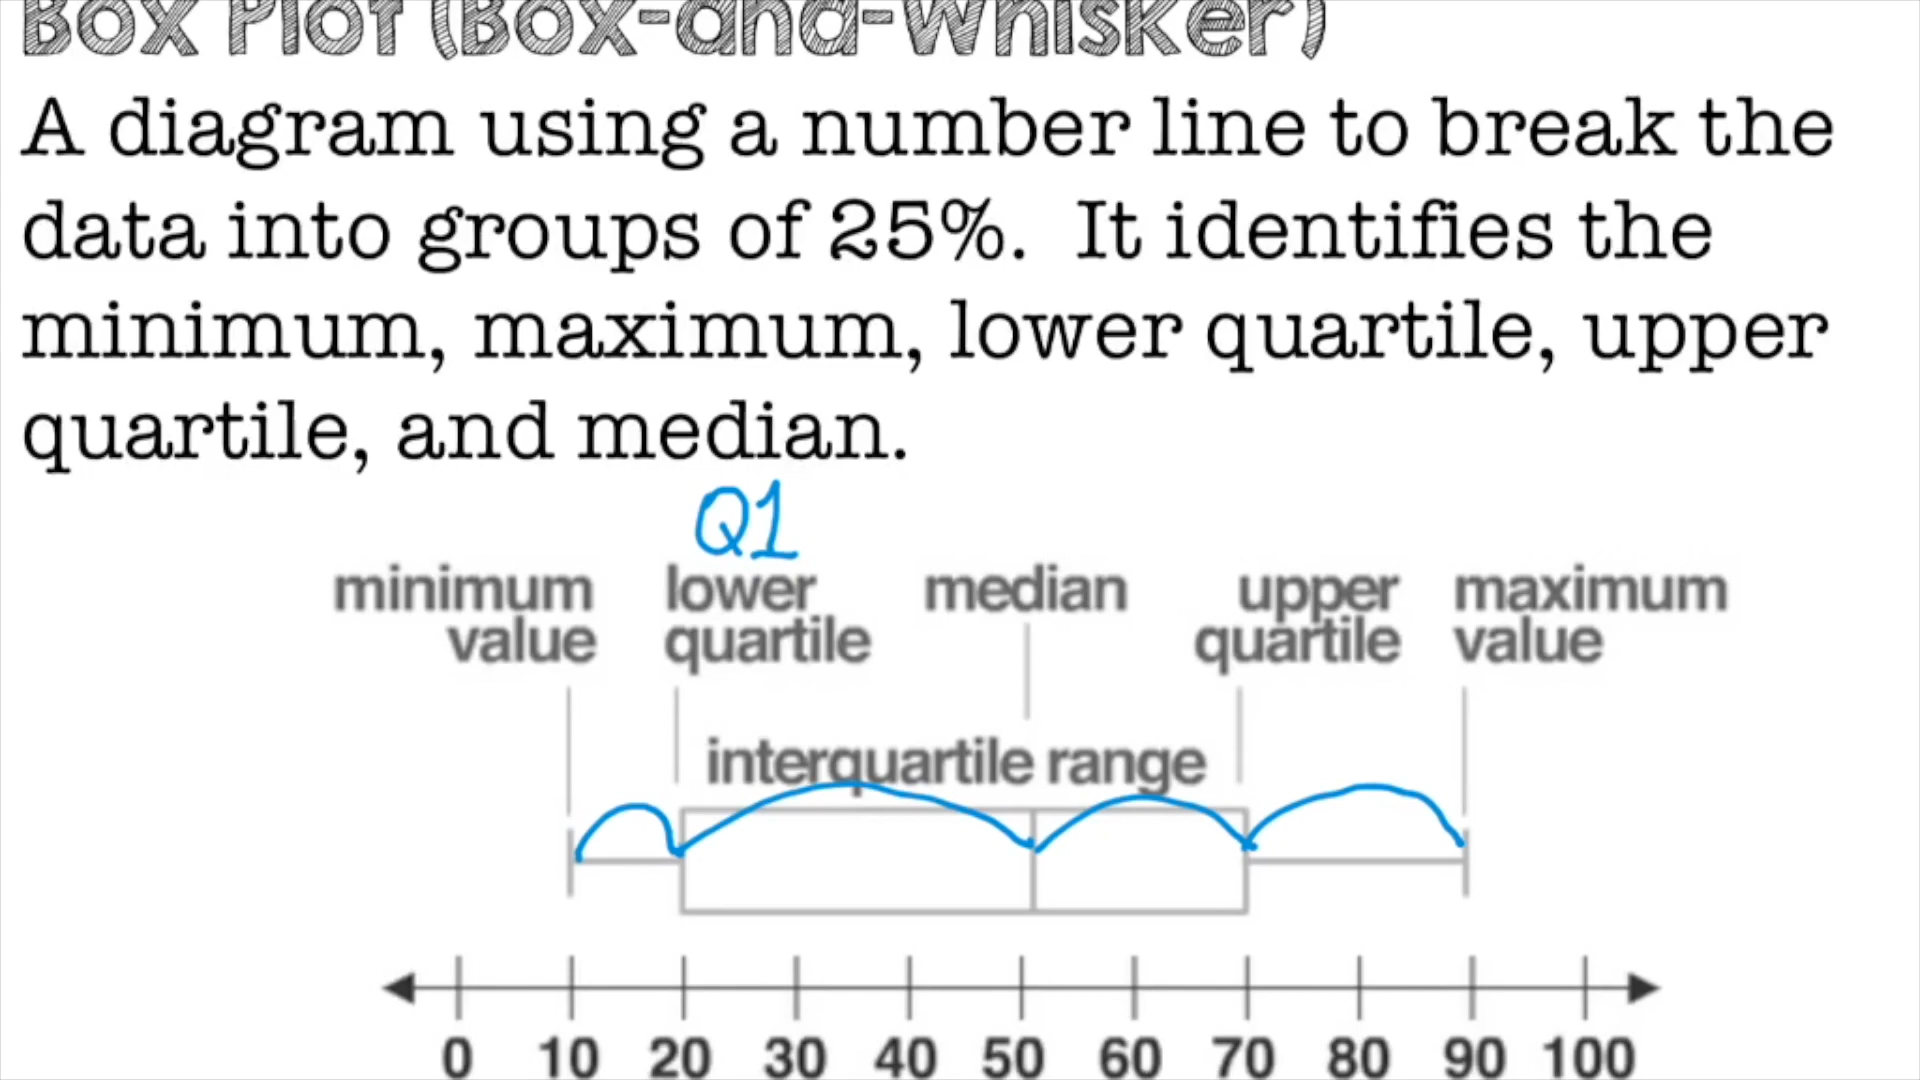 Box Plot (Box-and-Whisker)
A diagram using a number line to break the
data into groups of 25%. It identifies the
minimum, maximum, lower quartile, upper
quartile, and median.
Q1
minimum value
lower quartile
median
upper quartile
maximum value
interquartile range
0 10 20 30 40 50 60 70 80 90 100